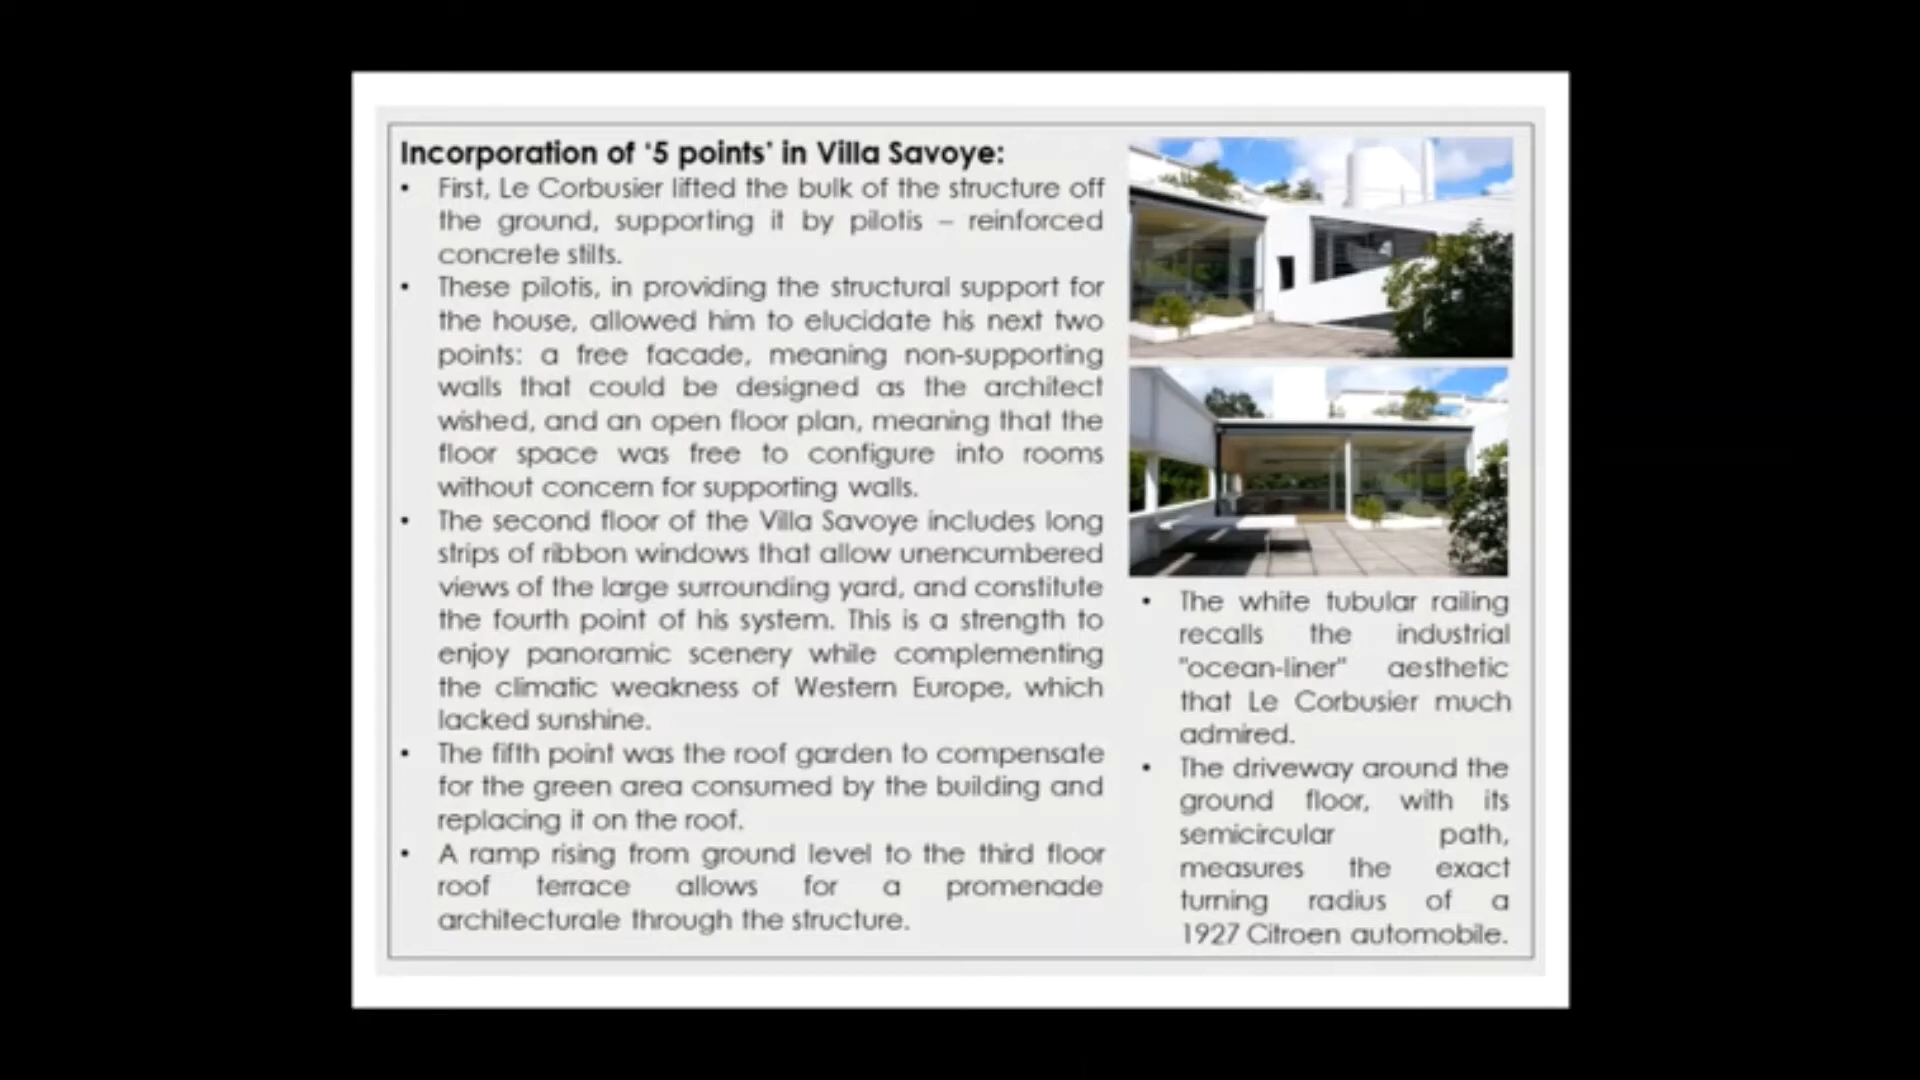 Incorporation of ‘5 points’ in Villa Savoye:
• First, Le Corbusier lifted the bulk of the structure off
the ground, supporting it by pilotis – reinforced
concrete stilts.
• These pilotis, in providing the structural support for
the house, allowed him to elucidate his next two
points: a free facade, meaning non-supporting
walls that could be designed as the architect
wished, and an open floor plan, meaning that the
floor space was free to configure into rooms
without concern for supporting walls.
• The second floor of the Villa Savoye includes long
strips of ribbon windows that allow unencumbered
views of the large surrounding yard, and constitute
the fourth point of his system. This is a strength to
enjoy panoramic scenery while complementing
the climatic weakness of Western Europe, which
lacked sunshine.
• The fifth point was the roof garden to compensate
for the green area consumed by the building and
replacing it on the roof.
• A ramp rising from ground level to the third floor
roof terrace allows for a promenade
architecturale through the structure.
• The white tubular railing
recalls the industrial
"ocean-liner" aesthetic
that Le Corbusier much
admired.
• The driveway around the
ground floor, with its
semicircular path,
measures the exact
turning radius of a
1927 Citroen automobile.